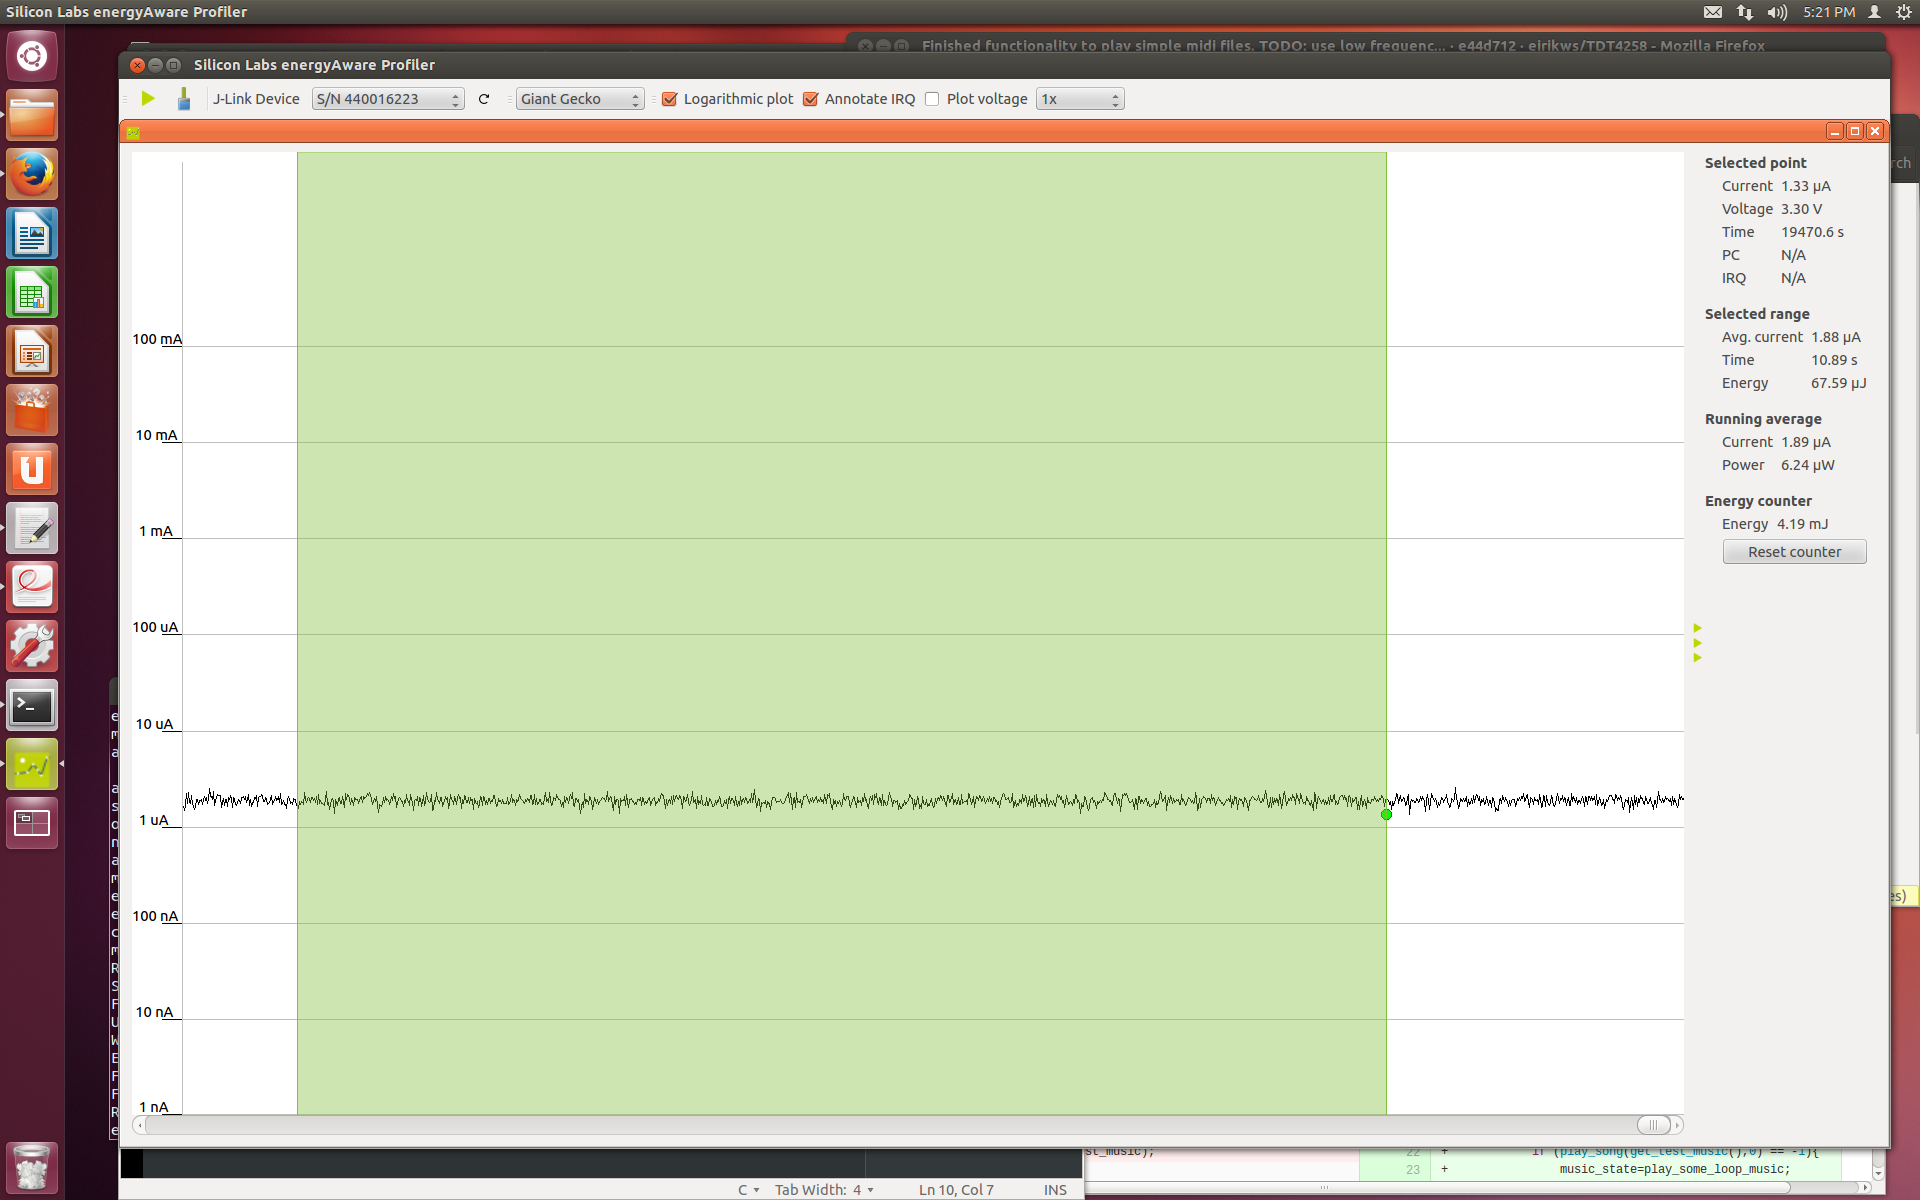 Silicon Labs energyAware Profiler
5:21 PM
Finished functionality to play simple midi files. TODO: use low frequenc... · e44d712 · eirikws/TDT4258 - Mozilla Firefox
Silicon Labs energyAware Profiler
J-Link Device S/N 440016223 Giant Gecko Logarithmic plot Annotate IRQ Plot voltage 1x
rch
100 mA
10 mA
1 mA
100 uA
10 uA
1 uA
100 nA
10 nA
1 nA
Selected point
Current 1.33 µA
Voltage 3.30 V
Time 19470.6 s
PC N/A
IRQ N/A
Selected range
Avg. current 1.88 µA
Time 10.89 s
Energy 67.59 µJ
Running average
Current 1.89 µA
Power 6.24 µW
Energy counter
Energy 4.19 mJ
Reset counter
es)
e
m
a
a
s
o
n
a
m
e
e
c
m
R
S
F
U
W
E
F
F
R
e
st_music);
22 + if (play_song(get_test_music(),0) == -1){
23 + music_state=play_some_loop_music;
C Tab Width: 4 Ln 10, Col 7 INS